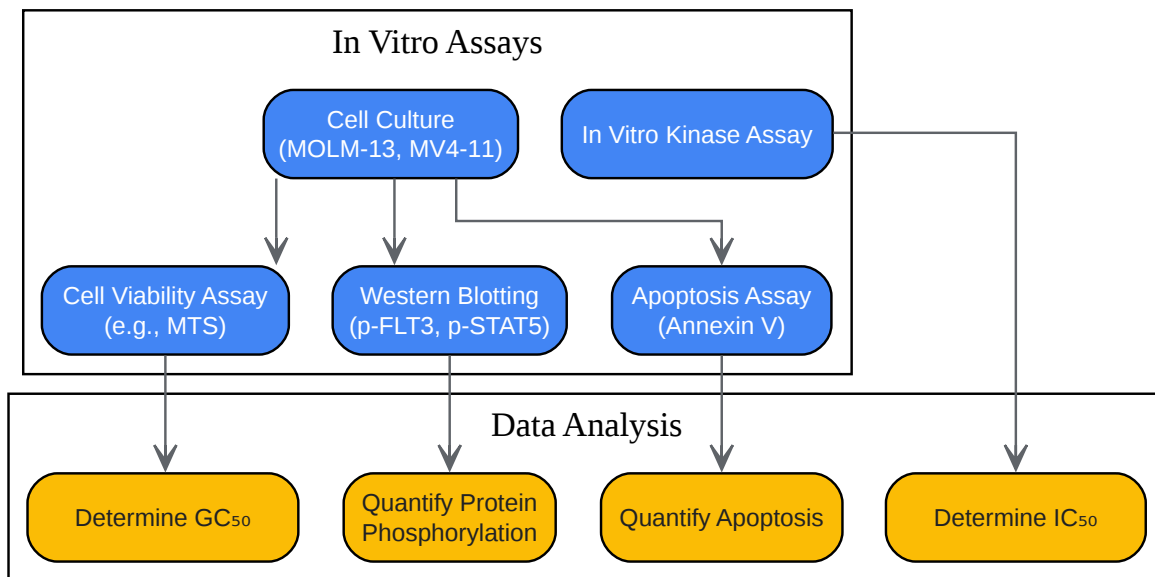 In Vitro Assays
Cell Culture
(MOLM-13, MV4-11)
In Vitro Kinase Assay
Cell Viability Assay
(e.g., MTS)
Western Blotting
(p-FLT3, p-STAT5)
Apoptosis Assay
(Annexin V)
Data Analysis
Determine GC₅₀
Quantify Protein
Phosphorylation
Quantify Apoptosis
Determine IC₅₀